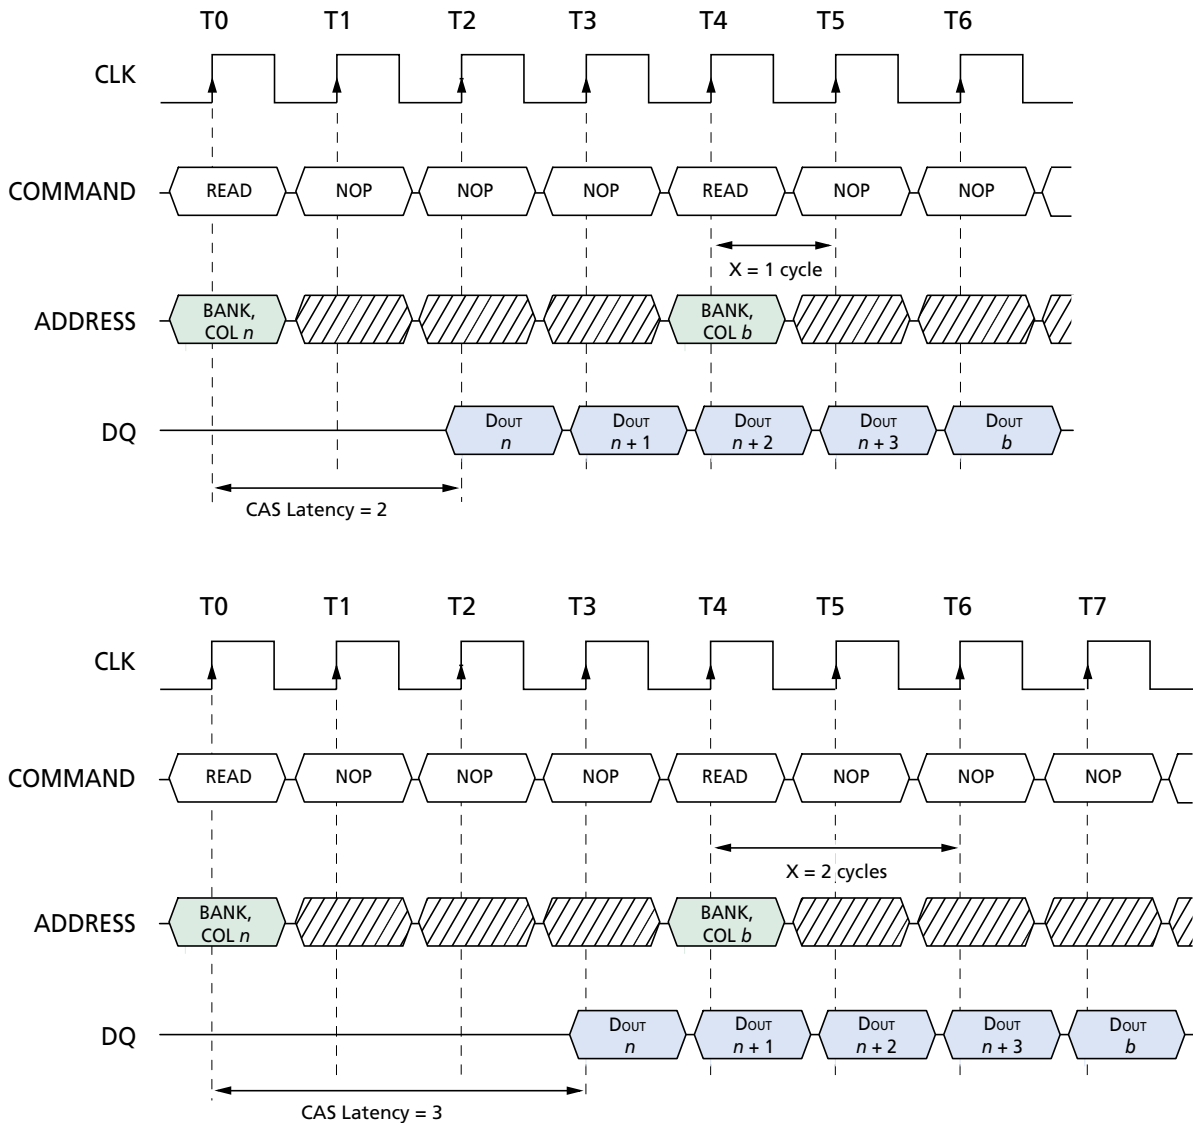 T0 T1 T2 T3 T4 T5 T6
CLK
COMMAND READ NOP NOP NOP READ NOP NOP
X = 1 cycle
ADDRESS BANK, COL n BANK, COL b
DQ DOUT n DOUT n + 1 DOUT n + 2 DOUT n + 3 DOUT b
CAS Latency = 2
T0 T1 T2 T3 T4 T5 T6 T7
CLK
COMMAND READ NOP NOP NOP READ NOP NOP NOP
X = 2 cycles
ADDRESS BANK, COL n BANK, COL b
DQ DOUT n DOUT n + 1 DOUT n + 2 DOUT n + 3 DOUT b
CAS Latency = 3